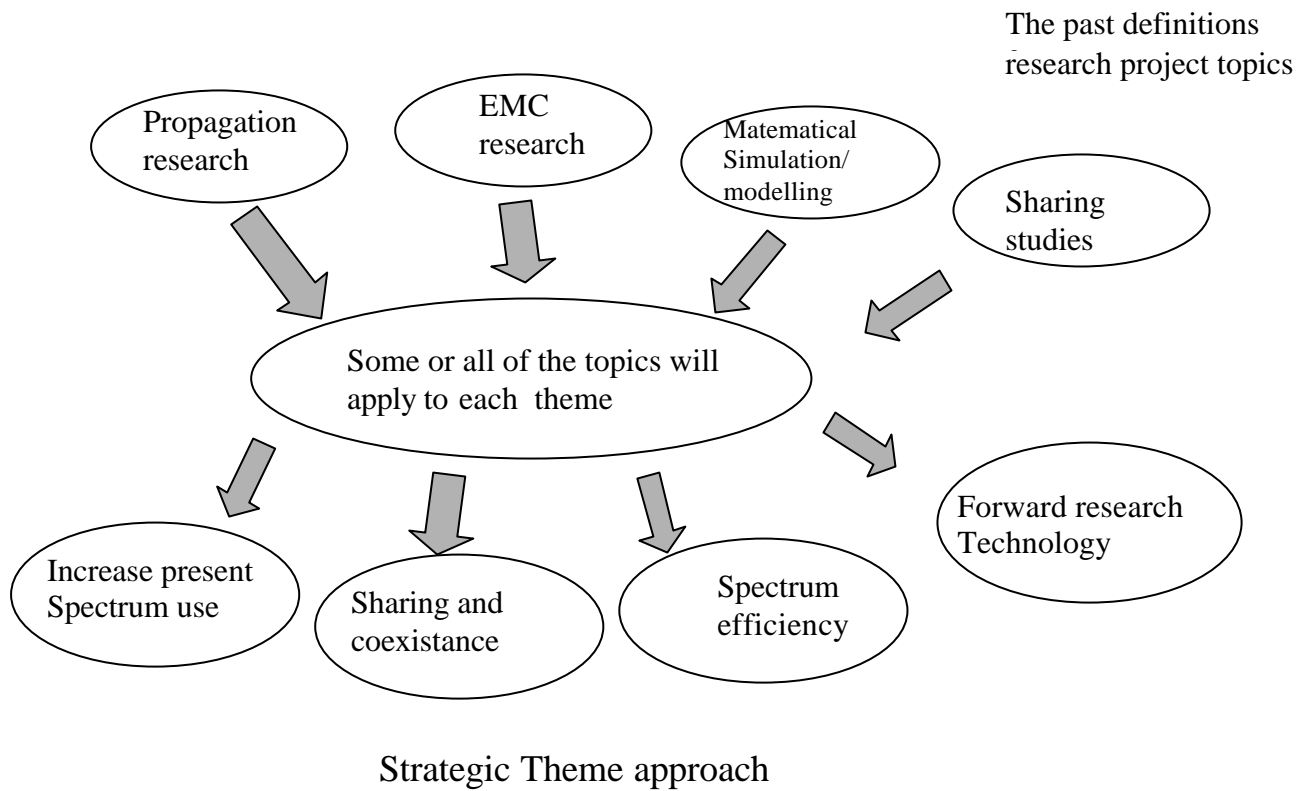 The past definitions
research project topics
Propagation
research
EMC
research
Matematical
Simulation/
modelling
Sharing
studies
Some or all of the topics will
apply to each theme
Increase present
Spectrum use
Sharing and
coexistance
Spectrum
efficiency
Forward research
Technology
Strategic Theme approach